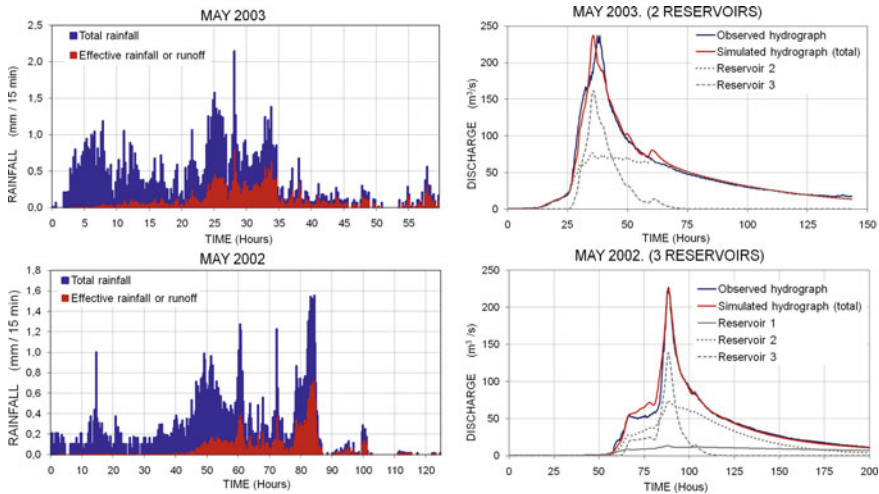 MAY 2003
2,5
2,0
1,5
1,0
0,5
0,0
RAINFALL (mm / 15 min)
Total rainfall
Effective rainfall or runoff
0 5 10 15 20 25 30 35 40 45 50 55
TIME (Hours)
MAY 2003. (2 RESERVOIRS)
250
200
150
100
50
0
DISCHARGE (m³/s)
Observed hydrograph
Simulated hydrograph (total)
Reservoir 2
Reservoir 3
0 25 50 75 100 125 150
TIME (Hours)
MAY 2002
1,8
1,6
1,4
1,2
1,0
0,8
0,6
0,4
0,2
0,0
RAINFALL (mm / 15 min)
Total rainfall
Effective rainfall or runoff
0 10 20 30 40 50 60 70 80 90 100 110 120
TIME (Hours)
MAY 2002. (3 RESERVOIRS)
250
200
150
100
50
0
DISCHARGE (m³ /s)
Observed hydrograph
Simulated hydrograph (total)
Reservoir 1
Reservoir 2
Reservoir 3
0 25 50 75 100 125 150 175 200
TIME (Hours)